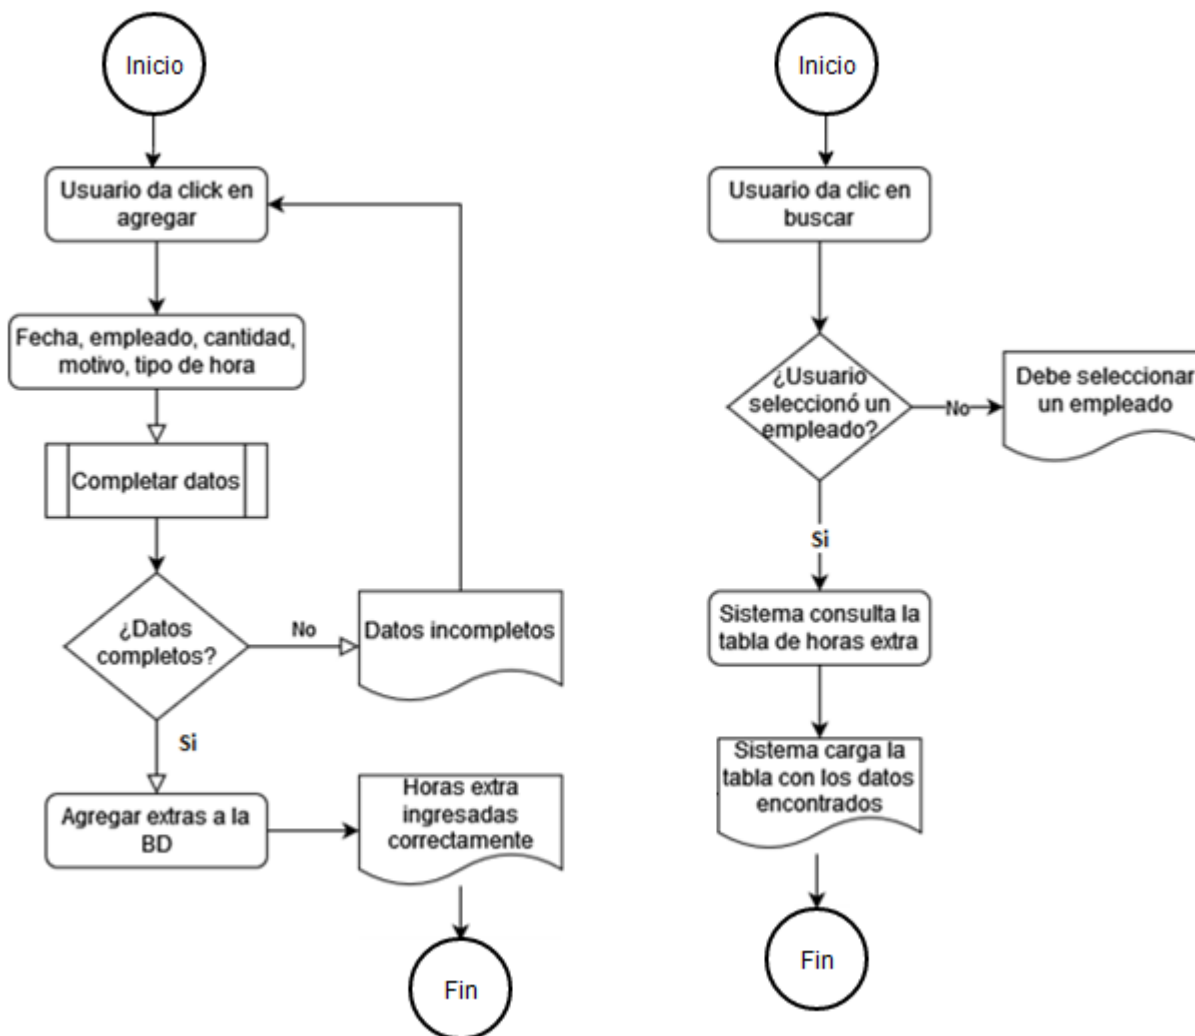 Inicio
Usuario da click en
agregar
Fecha, empleado, cantidad,
motivo, tipo de hora
Completar datos
¿Datos
completos?
No
Datos incompletos
Si
Agregar extras a la
BD
Horas extra
ingresadas
correctamente
Fin
Inicio
Usuario da clic en
buscar
¿Usuario
seleccionó un
empleado?
No
Debe seleccionar
un empleado
Si
Sistema consulta la
tabla de horas extra
Sistema carga la
tabla con los datos
encontrados
Fin